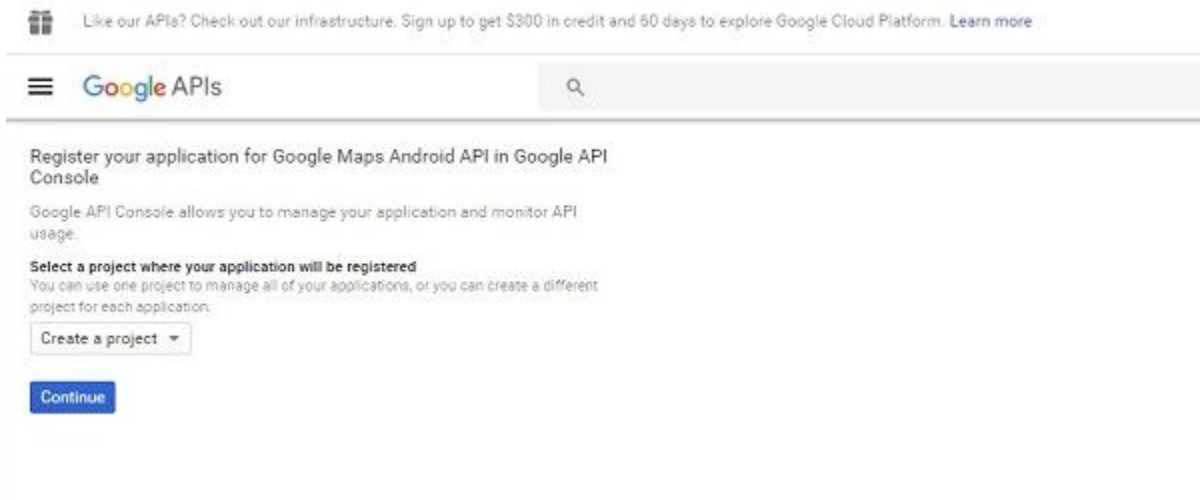 Like our APIs? Check out our infrastructure. Sign up to get $300 in credit and 60 days to explore Google Cloud Platform. Learn more
Google APIs
Register your application for Google Maps Android API in Google API
Console
Google API Console allows you to manage your application and monitor API
usage.
Select a project where your application will be registered
You can use one project to manage all of your applications, or you can create a different
project for each application.
Create a project
Continue